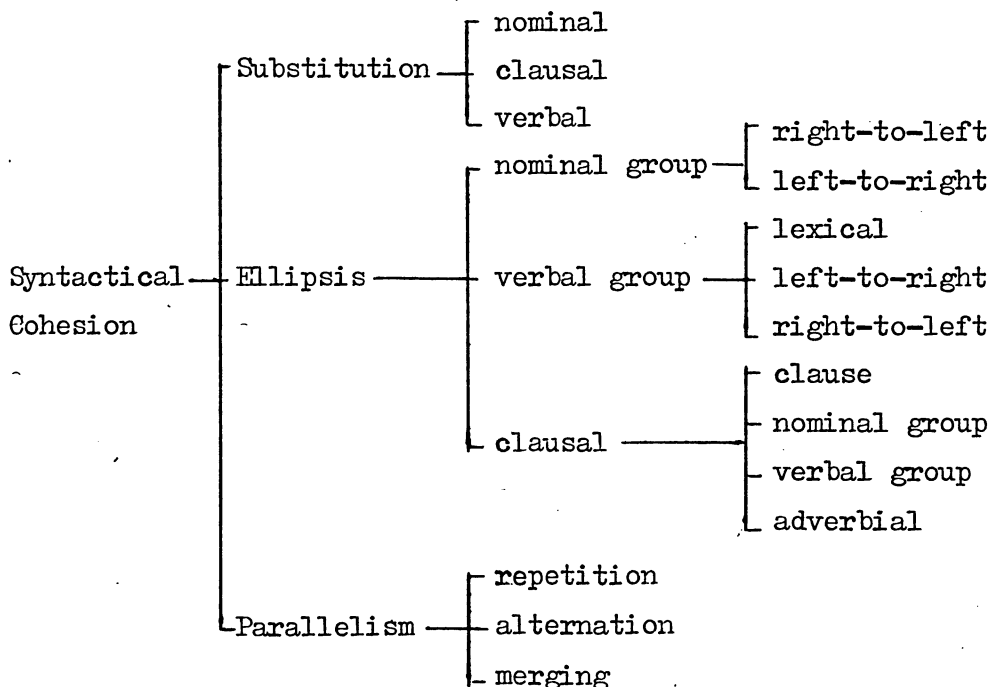 nominal
Substitution clausal
verbal
right-to-left
nominal group
left-to-right
lexical
Syntactical Ellipsis verbal group left-to-right
Cohesion right-to-left
clause
nominal group
clausal
verbal group
adverbial
repetition
Parallelism alternation
merging